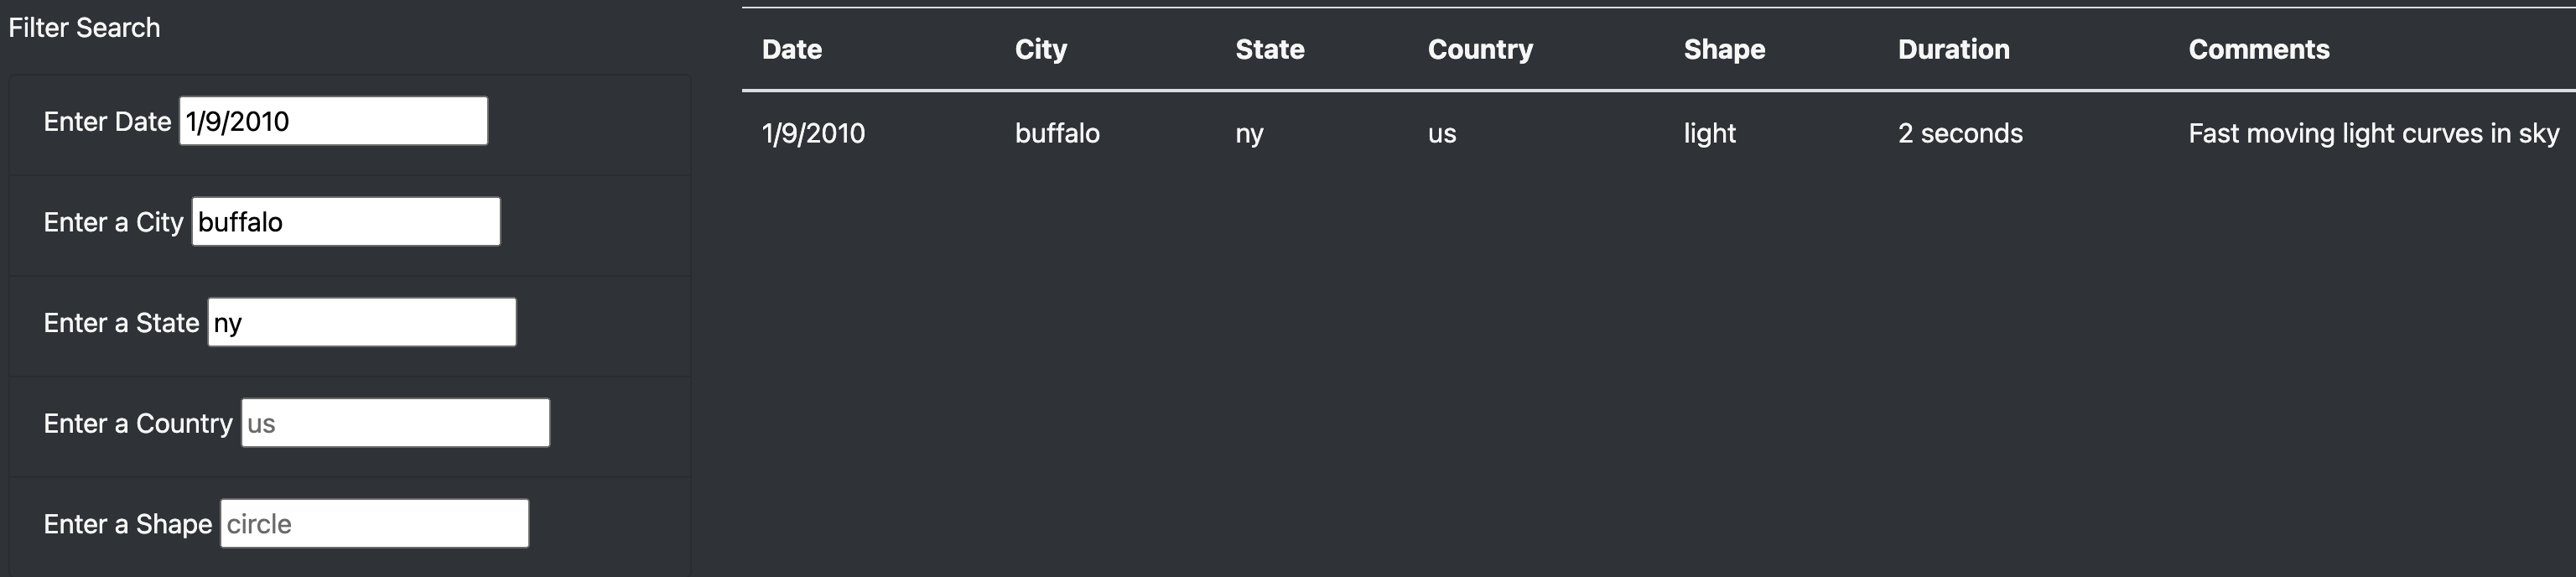 Filter Search
Enter Date 1/9/2010
Enter a City buffalo
Enter a State ny
Enter a Country us
Enter a Shape circle
Date City State Country Shape Duration Comments
1/9/2010 buffalo ny us light 2 seconds Fast moving light curves in sky